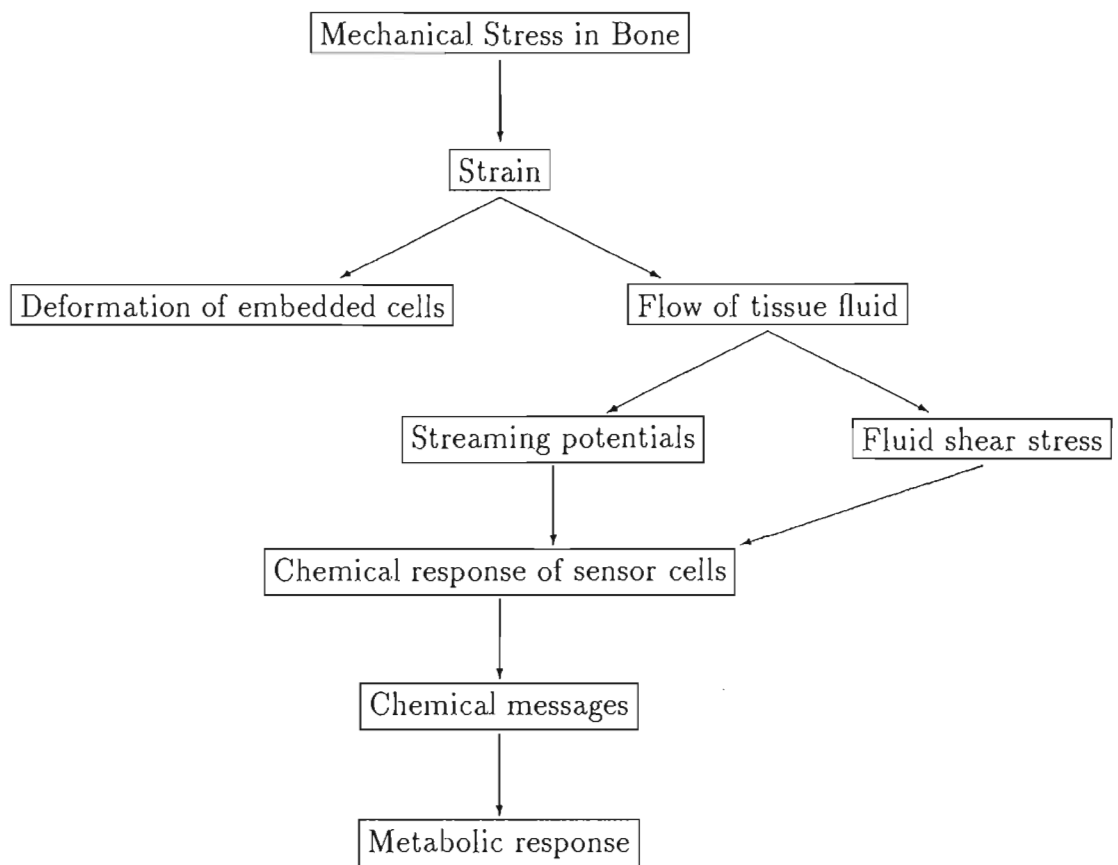 Mechanical Stress in Bone
Strain
Deformation of embedded cells
Flow of tissue fluid
Streaming potentials
Fluid shear stress
Chemical response of sensor cells
Chemical messages
Metabolic response